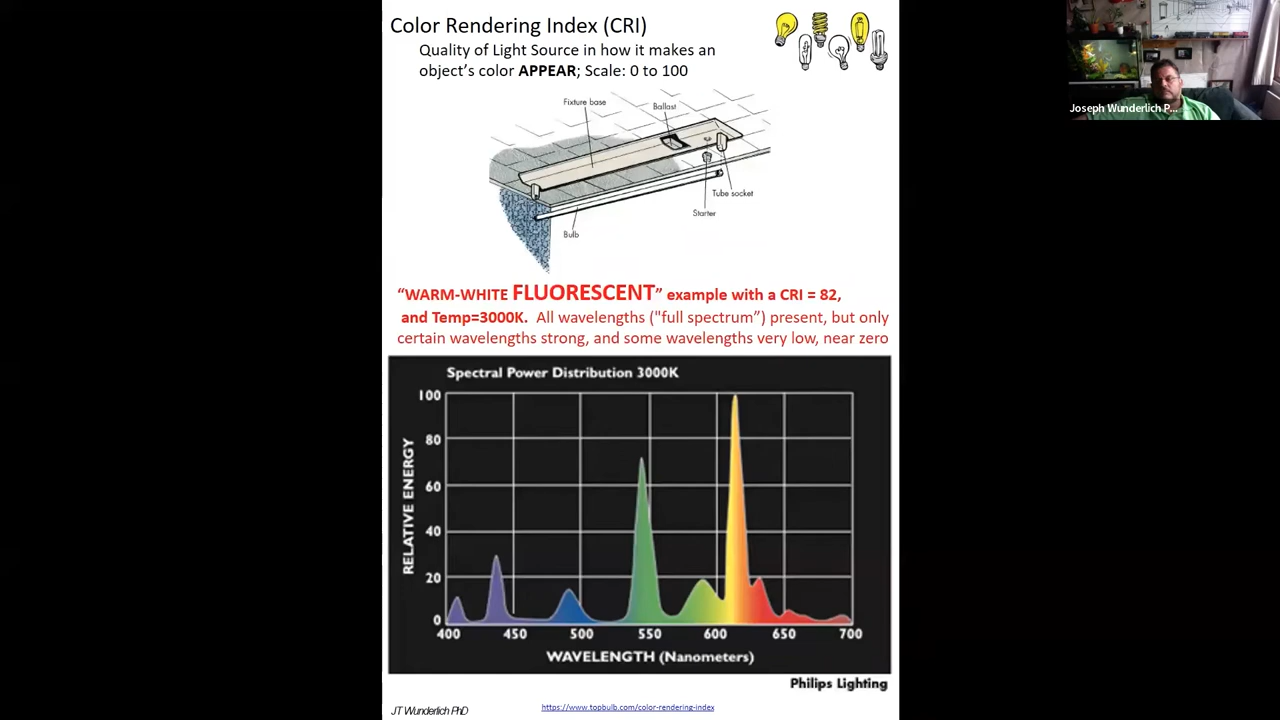 Color Rendering Index (CRI)
Quality of Light Source in how it makes an
object's color APPEAR; Scale: 0 to 100
Joseph Wunderlich P...
Fixture base
Ballast
Tube socket
Starter
Bulb
“WARM-WHITE FLUORESCENT” example with a CRI = 82,
and Temp=3000K. All wavelengths ("full spectrum”) present, but only
certain wavelengths strong, and some wavelengths very low, near zero
Spectral Power Distribution 3000K
RELATIVE ENERGY
100
80
60
40
20
0
400 450 500 550 600 650 700
WAVELENGTH (Nanometers)
Philips Lighting
JT Wunderlich PhD
https://www.topbulb.com/color-rendering-index